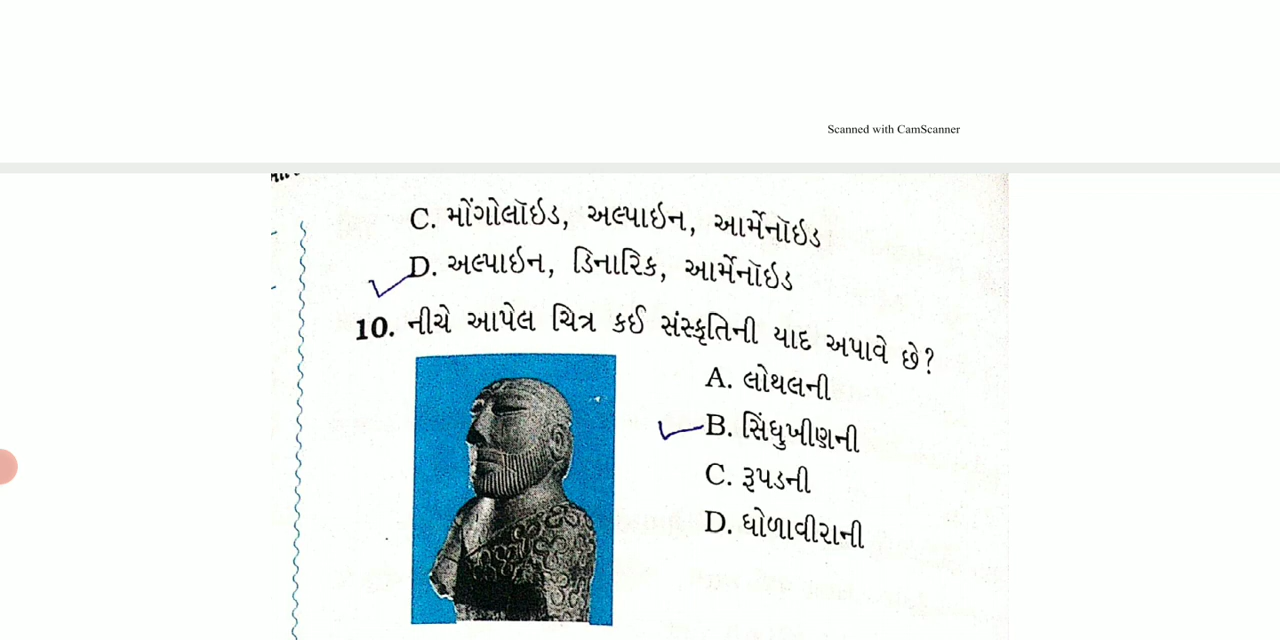 Scanned with CamScanner
C. મોંગોલૉઇડ, અલ્પાઇન, આર્મેનૉઇડ
D. અલ્પાઇન, ડિનારિક, આર્મેનૉઇડ
10. નીચે આપેલ ચિત્ર કઈ સંસ્કૃતિની યાદ અપાવે છે?
A. લોથલની
B. સિંધુખીણની
C. રૂપડની
D. ધોળાવીરાની